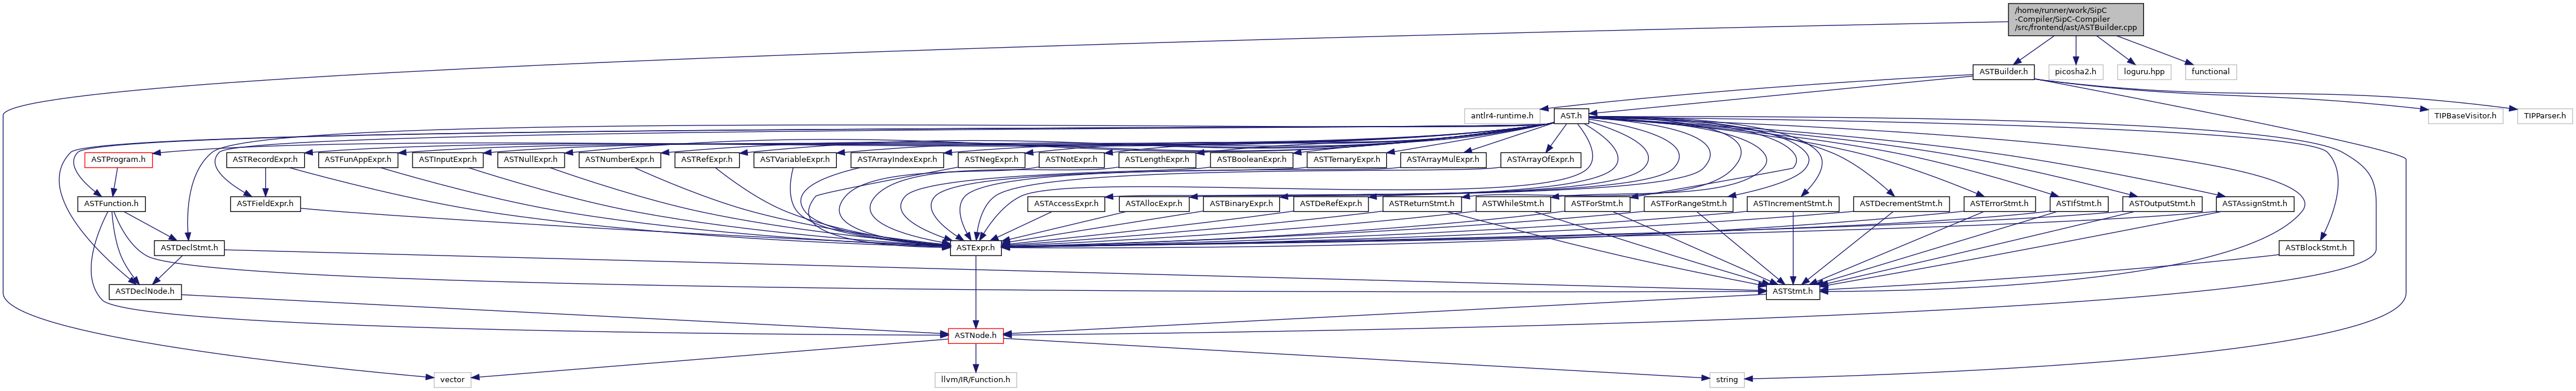 /home/runner/work/SipC
-Compiler/SipC-Compiler
/src/frontend/ast/ASTBuilder.cpp
ASTBuilder.h
picosha2.h
loguru.hpp
functional
antlr4-runtime.h
AST.h
TIPBaseVisitor.h
TIPParser.h
ASTProgram.h
ASTRecordExpr.h
ASTFunAppExpr.h
ASTInputExpr.h
ASTNullExpr.h
ASTNumberExpr.h
ASTRefExpr.h
ASTVariableExpr.h
ASTArrayIndexExpr.h
ASTNegExpr.h
ASTNotExpr.h
ASTLengthExpr.h
ASTBooleanExpr.h
ASTTernaryExpr.h
ASTArrayMulExpr.h
ASTArrayOfExpr.h
ASTFunction.h
ASTFieldExpr.h
ASTAccessExpr.h
ASTAllocExpr.h
ASTBinaryExpr.h
ASTDeRefExpr.h
ASTReturnStmt.h
ASTWhileStmt.h
ASTForStmt.h
ASTForRangeStmt.h
ASTIncrementStmt.h
ASTDecrementStmt.h
ASTErrorStmt.h
ASTIfStmt.h
ASTOutputStmt.h
ASTAssignStmt.h
ASTDeclStmt.h
ASTExpr.h
ASTBlockStmt.h
ASTDeclNode.h
ASTStmt.h
ASTNode.h
vector
llvm/IR/Function.h
string